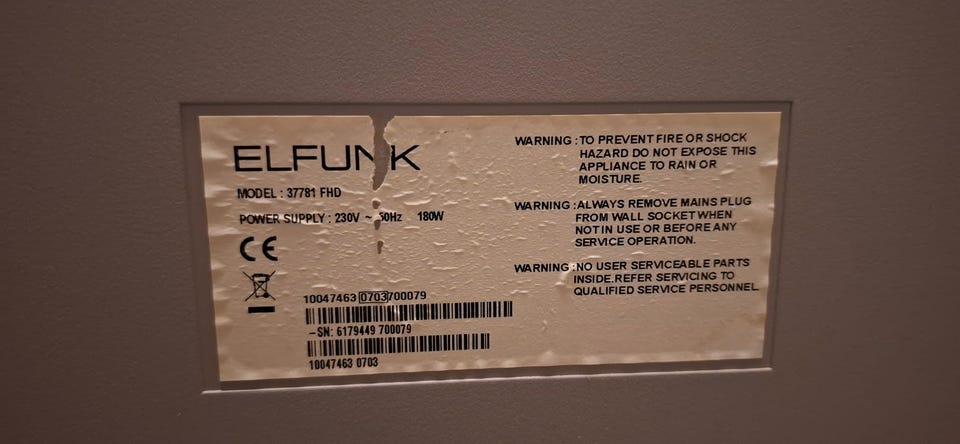 ELFUNK
MODEL : 37781 FHD
POWER SUPPLY : 230V ~ 50Hz 180W
CE
10047463 0703 700079
-SN: 6179449 700079
10047463 0703
WARNING : TO PREVENT FIRE OR SHOCK
HAZARD DO NOT EXPOSE THIS
APPLIANCE TO RAIN OR
MOISTURE.
WARNING : ALWAYS REMOVE MAINS PLUG
FROM WALL SOCKET WHEN
NOT IN USE OR BEFORE ANY
SERVICE OPERATION.
WARNING : NO USER SERVICEABLE PARTS
INSIDE.REFER SERVICING TO
QUALIFIED SERVICE PERSONNEL.